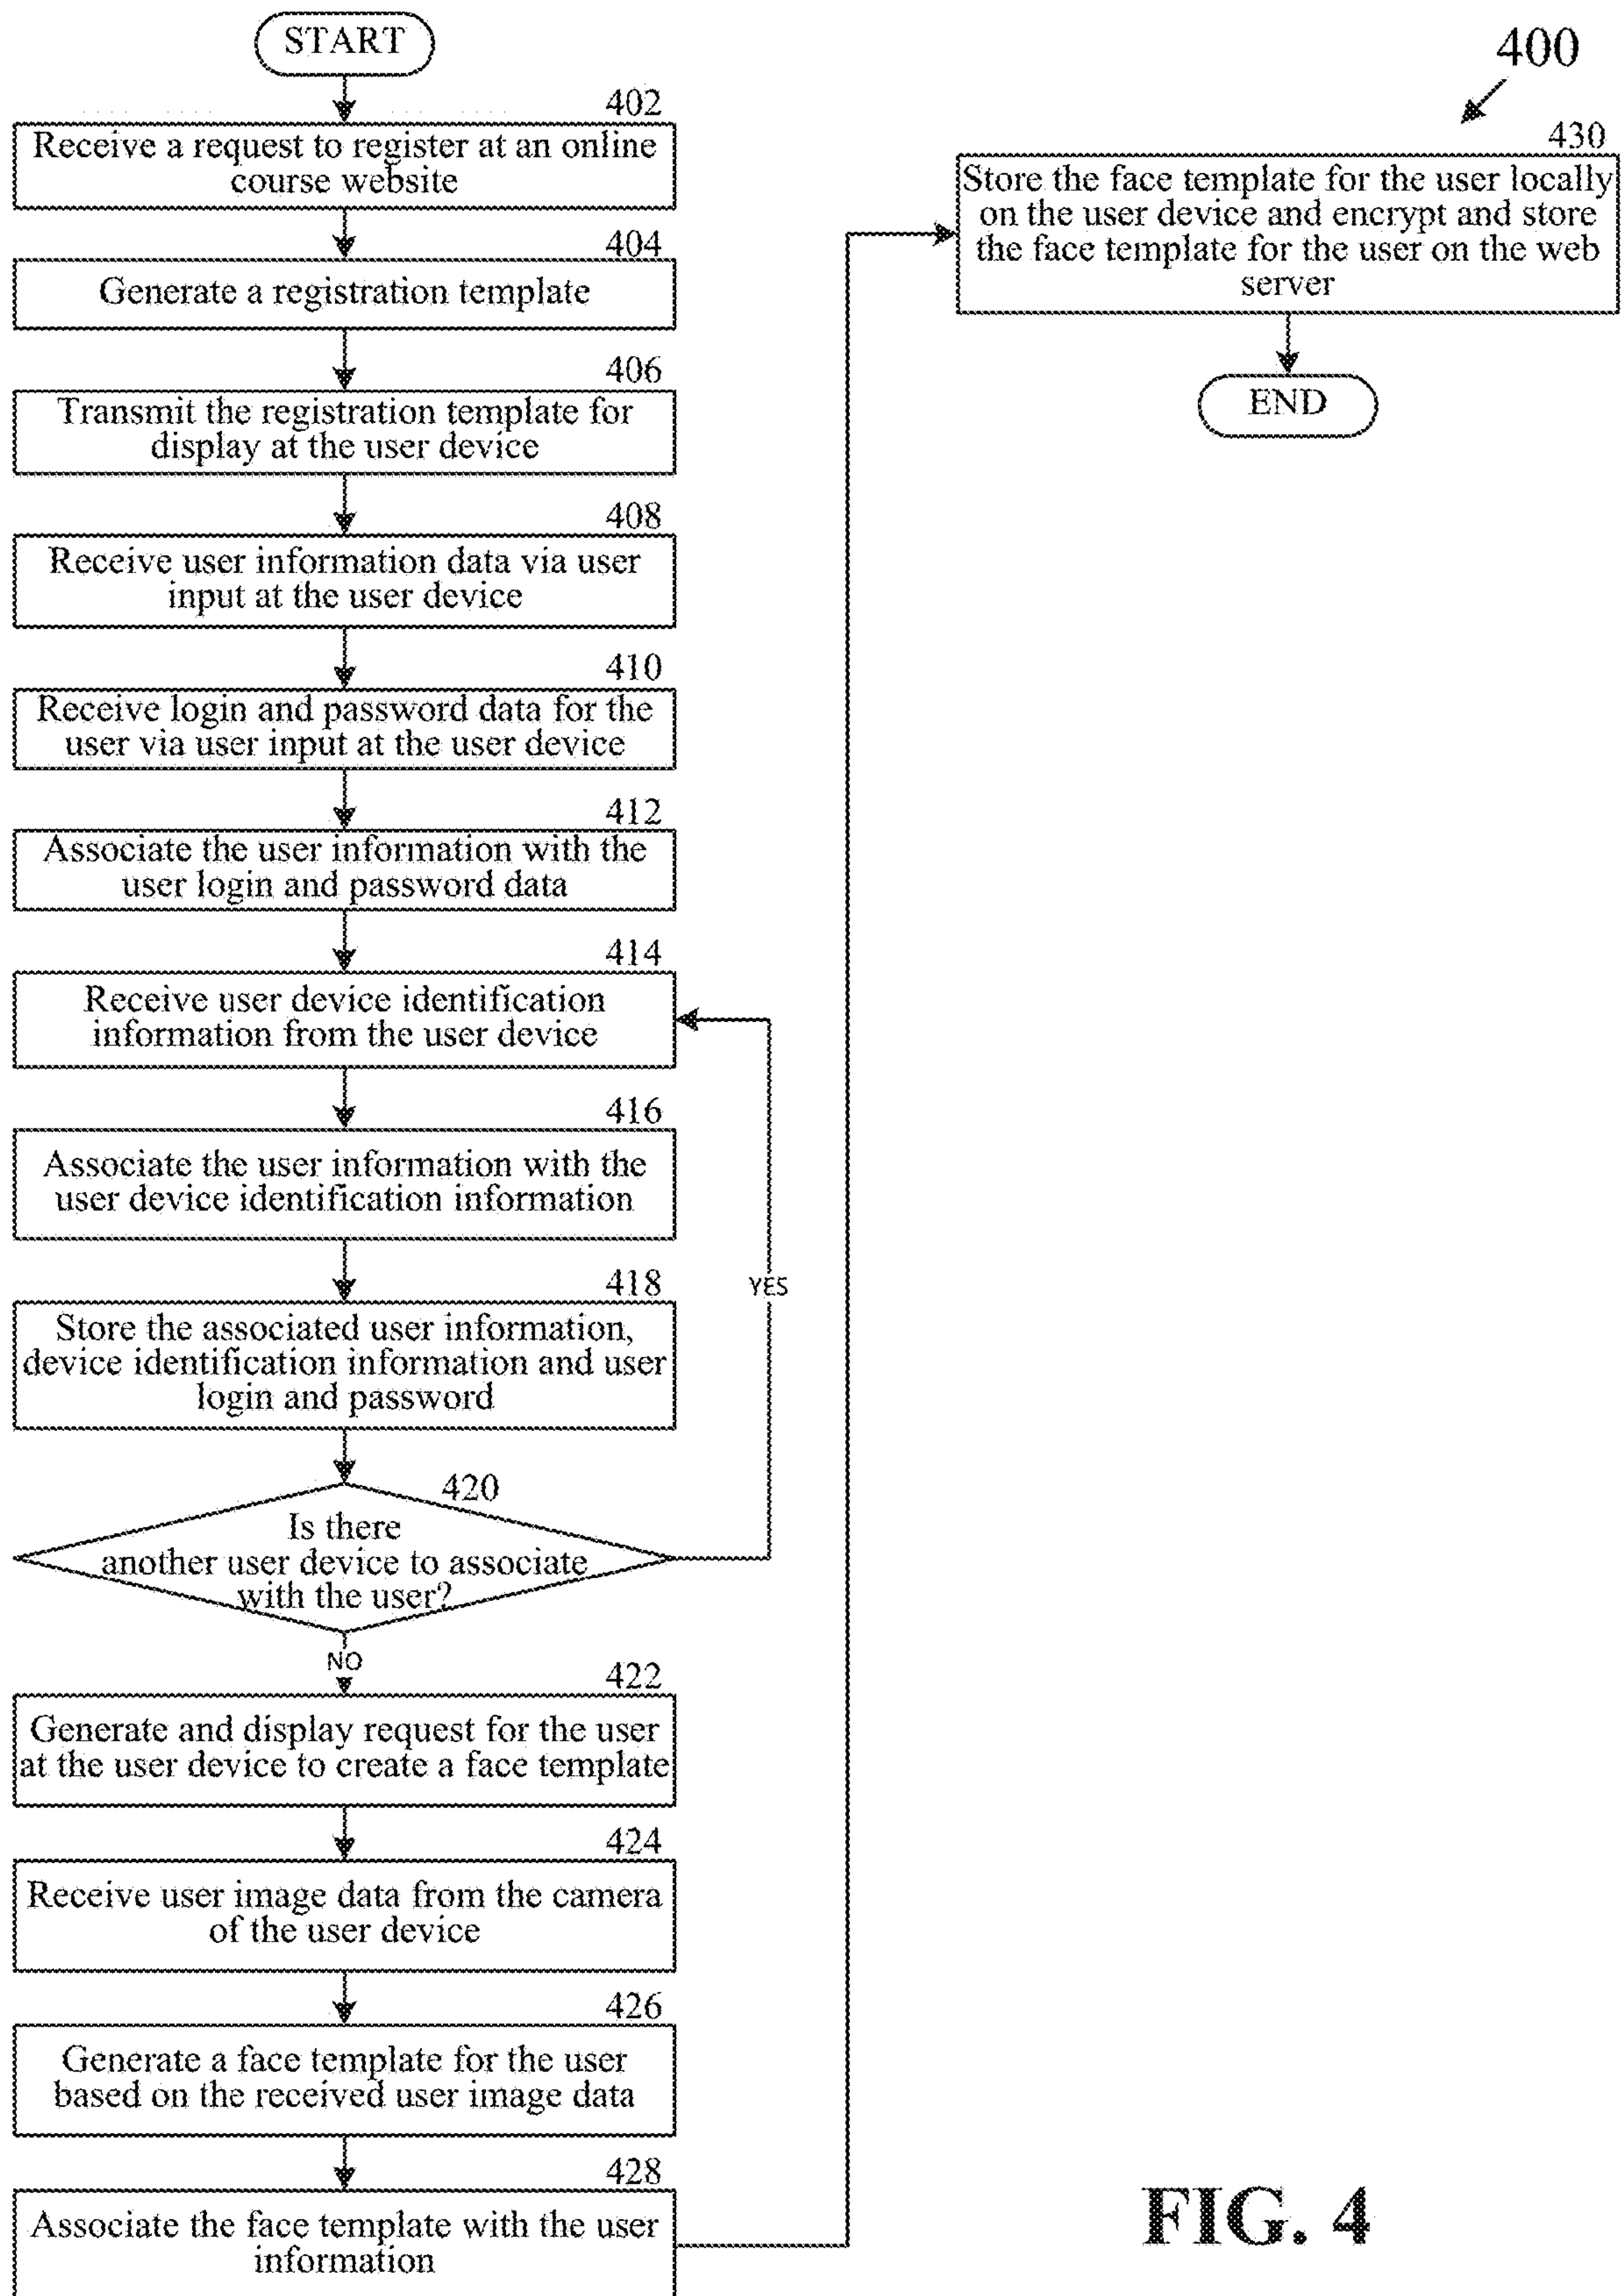 START
402
Receive a request to register at an online
course website
404
Generate a registration template
406
Transmit the registration template for
display at the user device
408
Receive user information data via user
input at the user device
410
Receive login and password data for the
user via user input at the user device
412
Associate the user information with the
user login and password data
414
Receive user device identification
information from the user device
416
Associate the user information with the
user device identification information
418
Store the associated user information,
device identification information and user
login and password
YES
420
Is there
another user device to associate
with the user?
NO
422
Generate and display request for the user
at the user device to create a face template
424
Receive user image data from the camera
of the user device
426
Generate a face template for the user
based on the received user image data
428
Associate the face template with the user
information
400
430
Store the face template for the user locally
on the user device and encrypt and store
the face template for the user on the web
server
END
FIG. 4